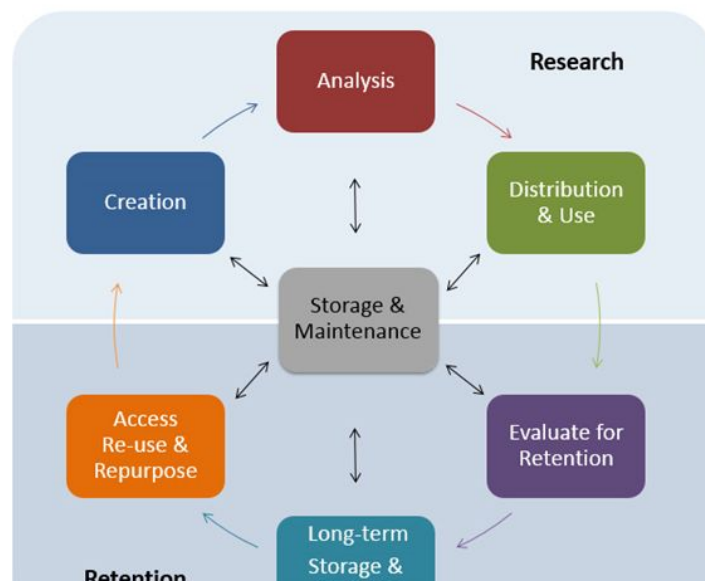 Research
Analysis
Creation
Distribution
& Use
Storage &
Maintenance
Access
Re-use &
Repurpose
Evaluate for
Retention
Long-term
Storage &
Retention